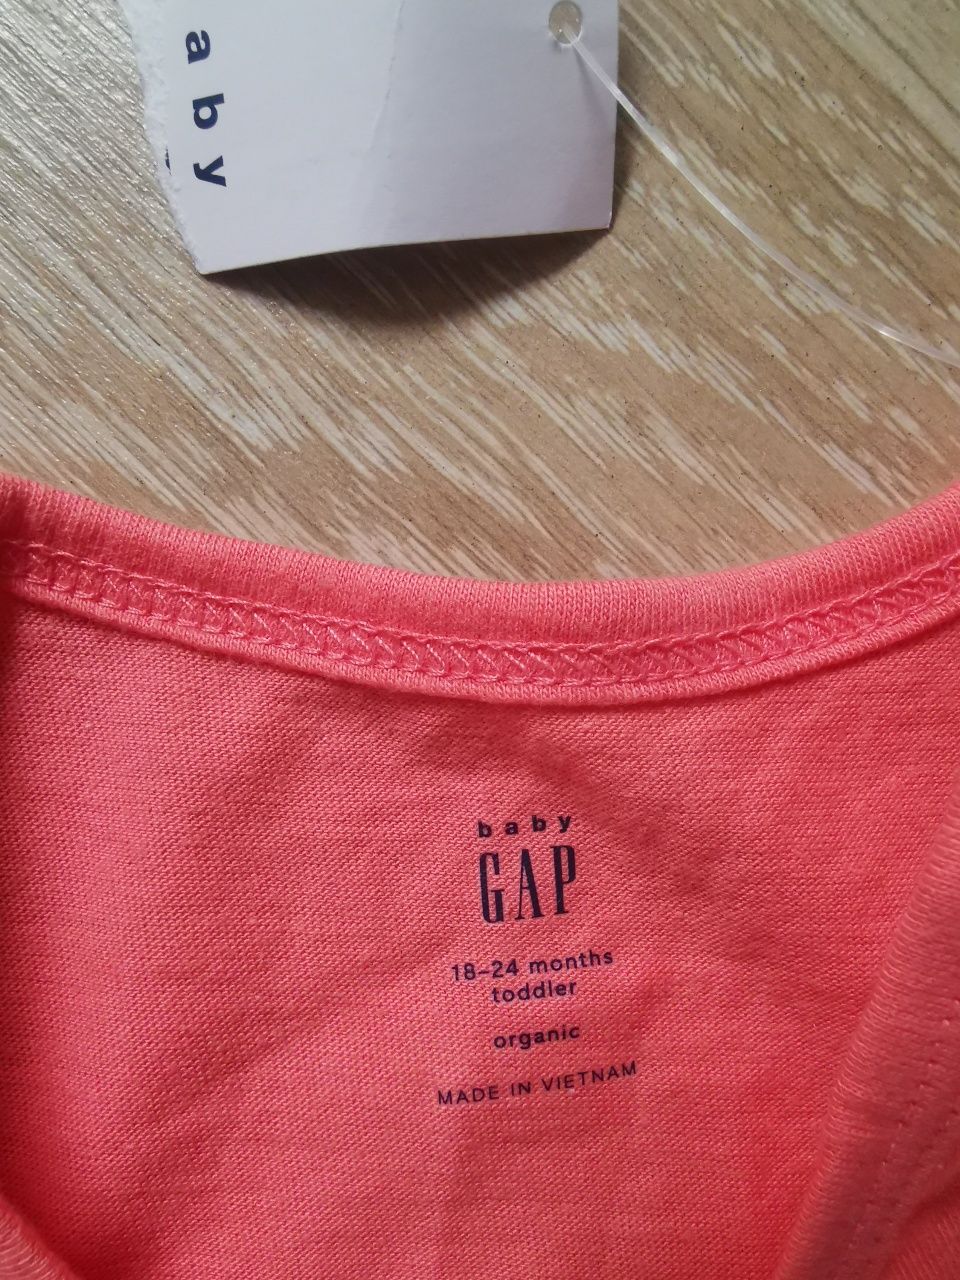 aby
baby
GAP
18–24 months
toddler
organic
MADE IN VIETNAM